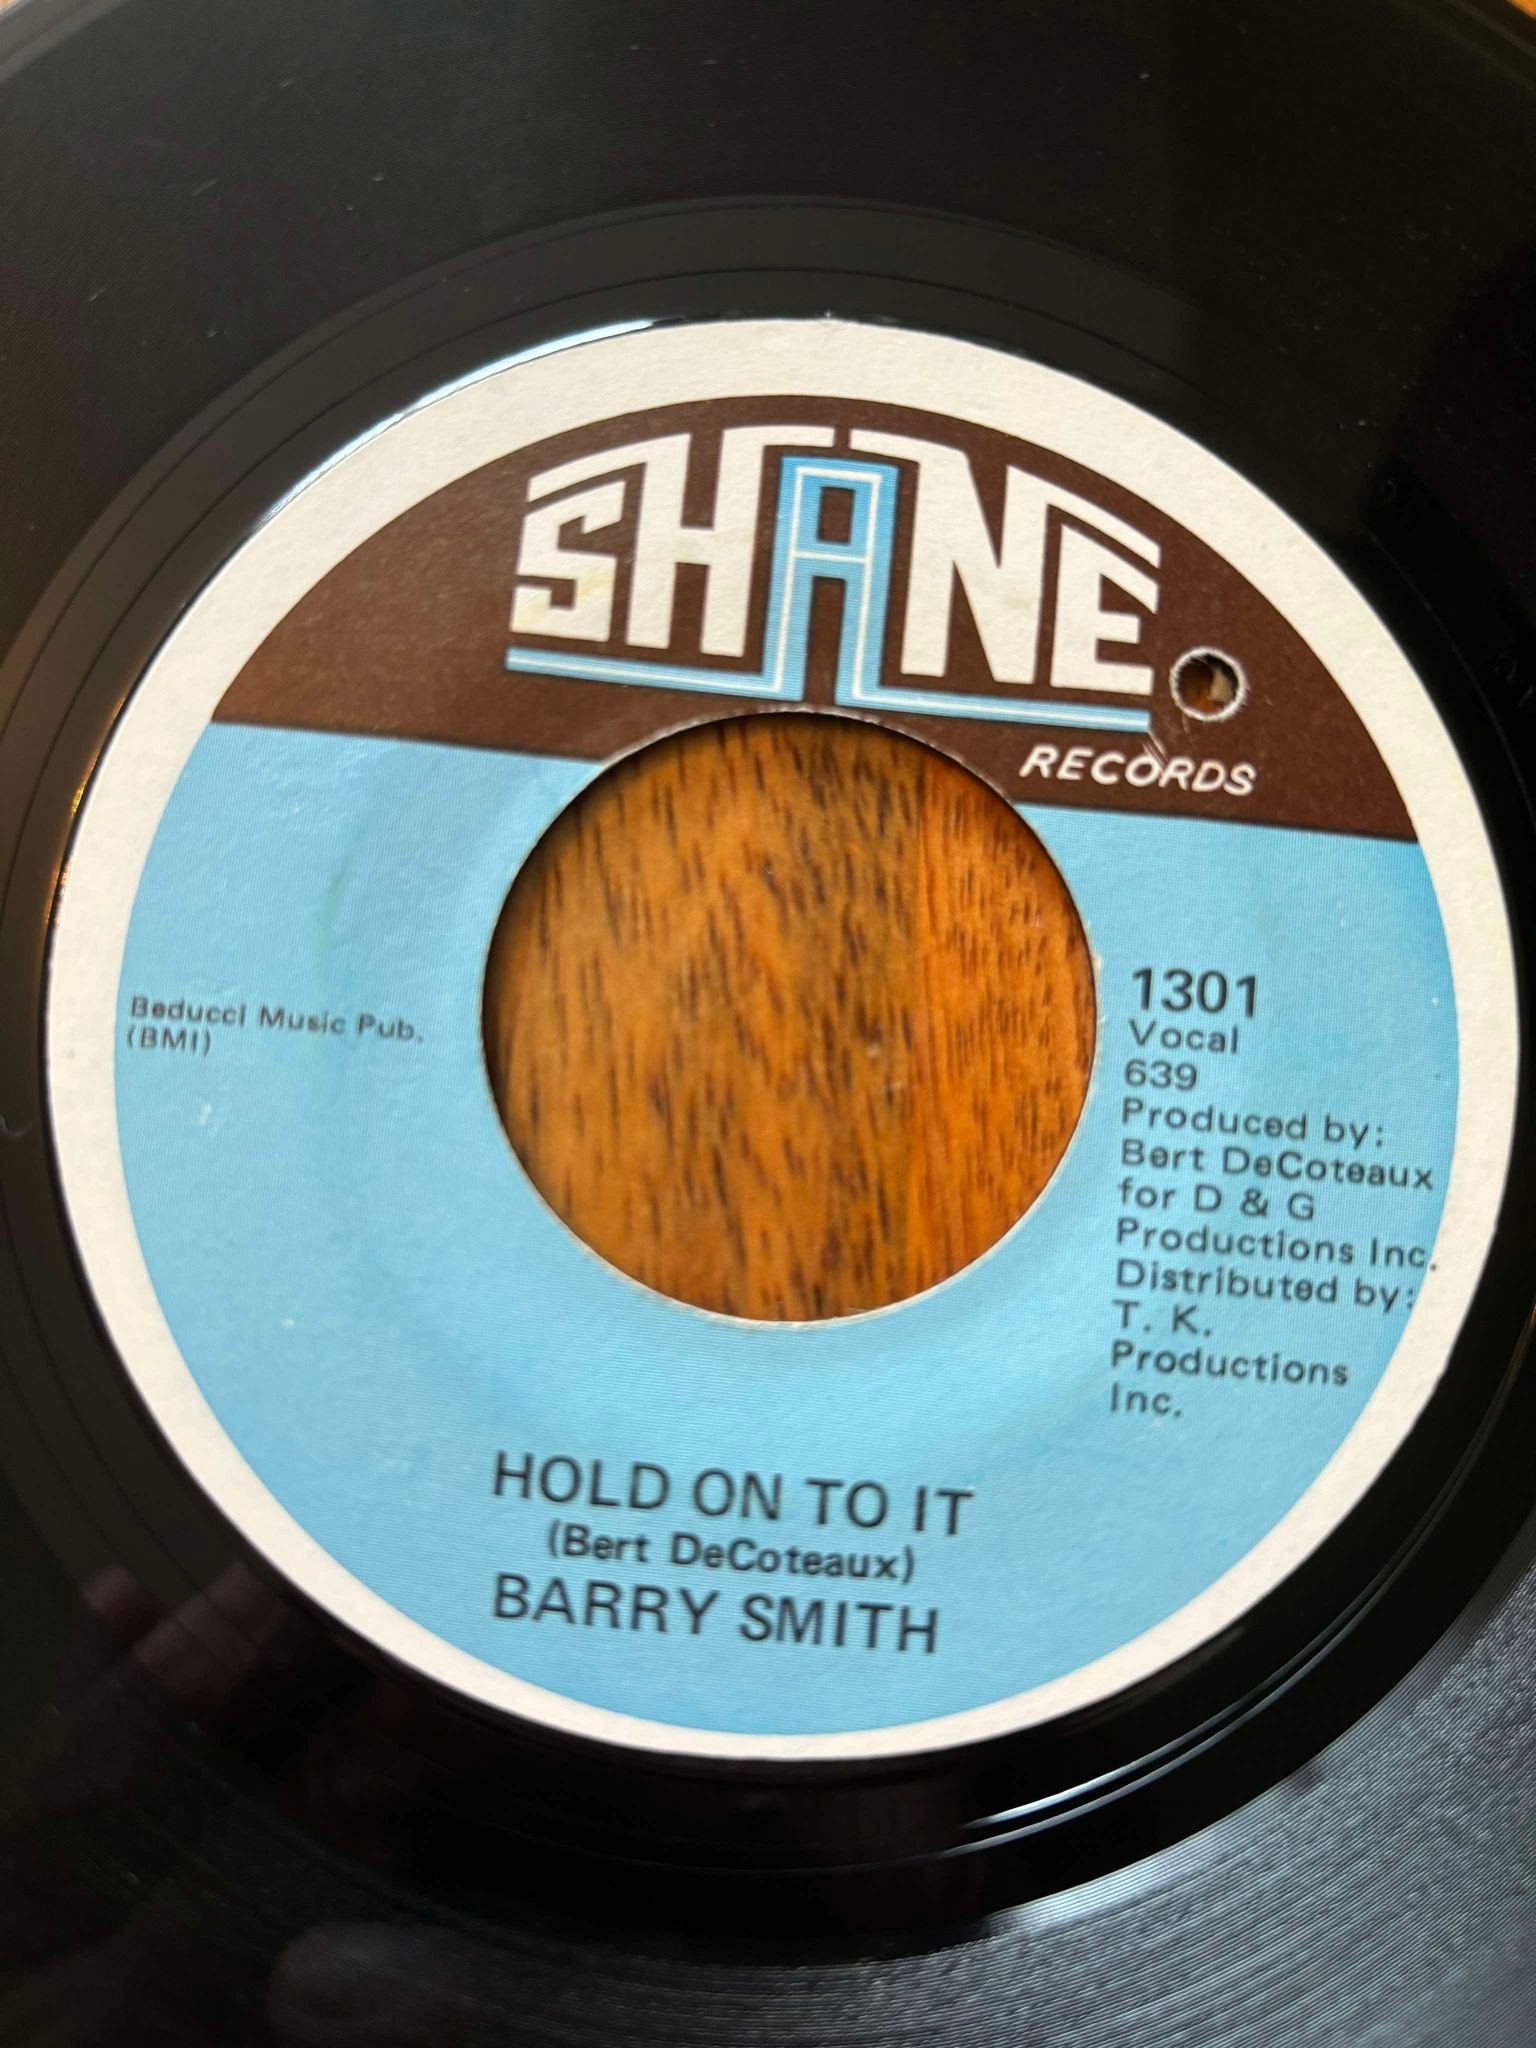 SHANE
RECORDS
Beducci Music Pub.
(BMI)
1301
Vocal
639
Produced by:
Bert DeCoteaux
for D & G
Productions Inc.
Distributed by:
T. K.
Productions
Inc.
HOLD ON TO IT
(Bert DeCoteaux)
BARRY SMITH